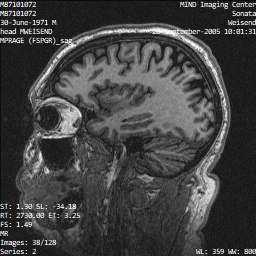 M87101072
M87101072
30-June-1971 M
head MWEISEND
MPRAGE (FSPGR)_sag
MIND Imaging Center
Sonata
Weisend
September-2005 10:01:31
ST: 1.30 SL: -34.18
RT: 2730.00 ET: 3.25
FS: 1.49
MR
Images: 38/128
Series: 2
WL: 359 WW: 800